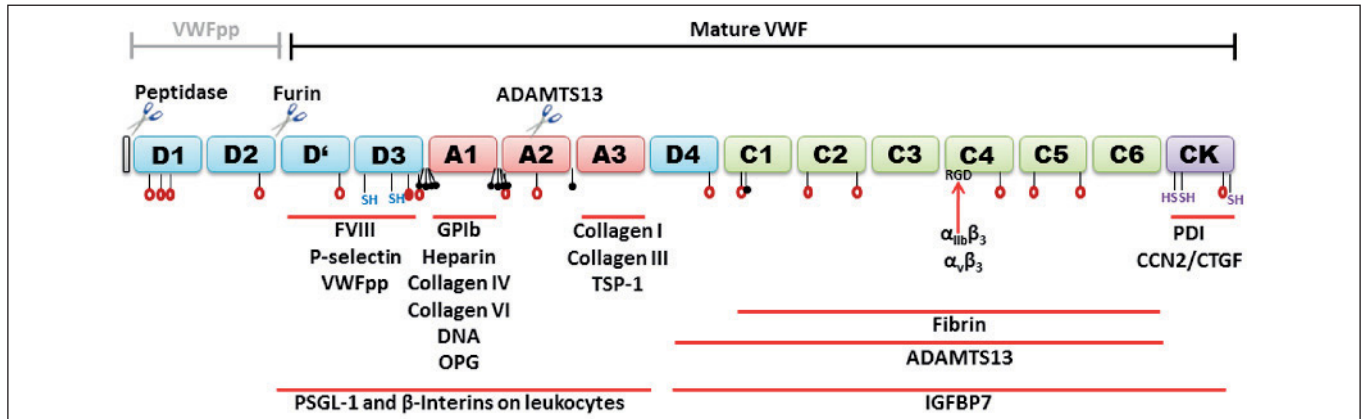 VWFpp Mature VWF
Peptidase Furin ADAMTS13
D1 D2 D‘ D3 A1 A2 A3 D4 C1 C2 C3 C4 C5 C6 CK
RGD
SH SH HS SH SH
FVIII GPIb Collagen I αIIbβ3 PDI
P-selectin Heparin Collagen III αvβ3 CCN2/CTGF
VWFpp Collagen IV TSP-1
Collagen VI
Fibrin
DNA
ADAMTS13
OPG
PSGL-1 and β-Interins on leukocytes IGFBP7